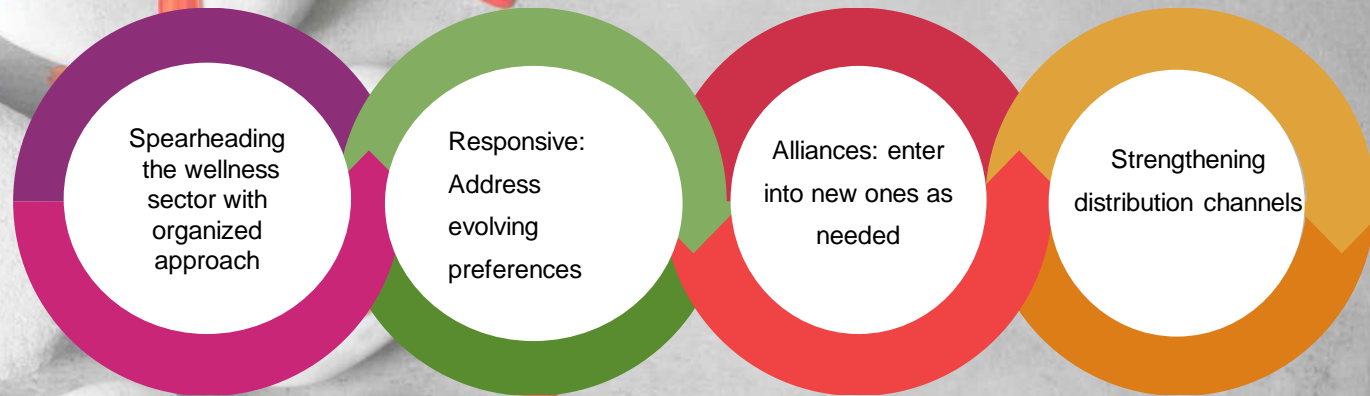 Spearheading
the wellness
sector with
organized
approach
Responsive:
Address
evolving
preferences
Alliances: enter
into new ones as
needed
Strengthening
distribution channels